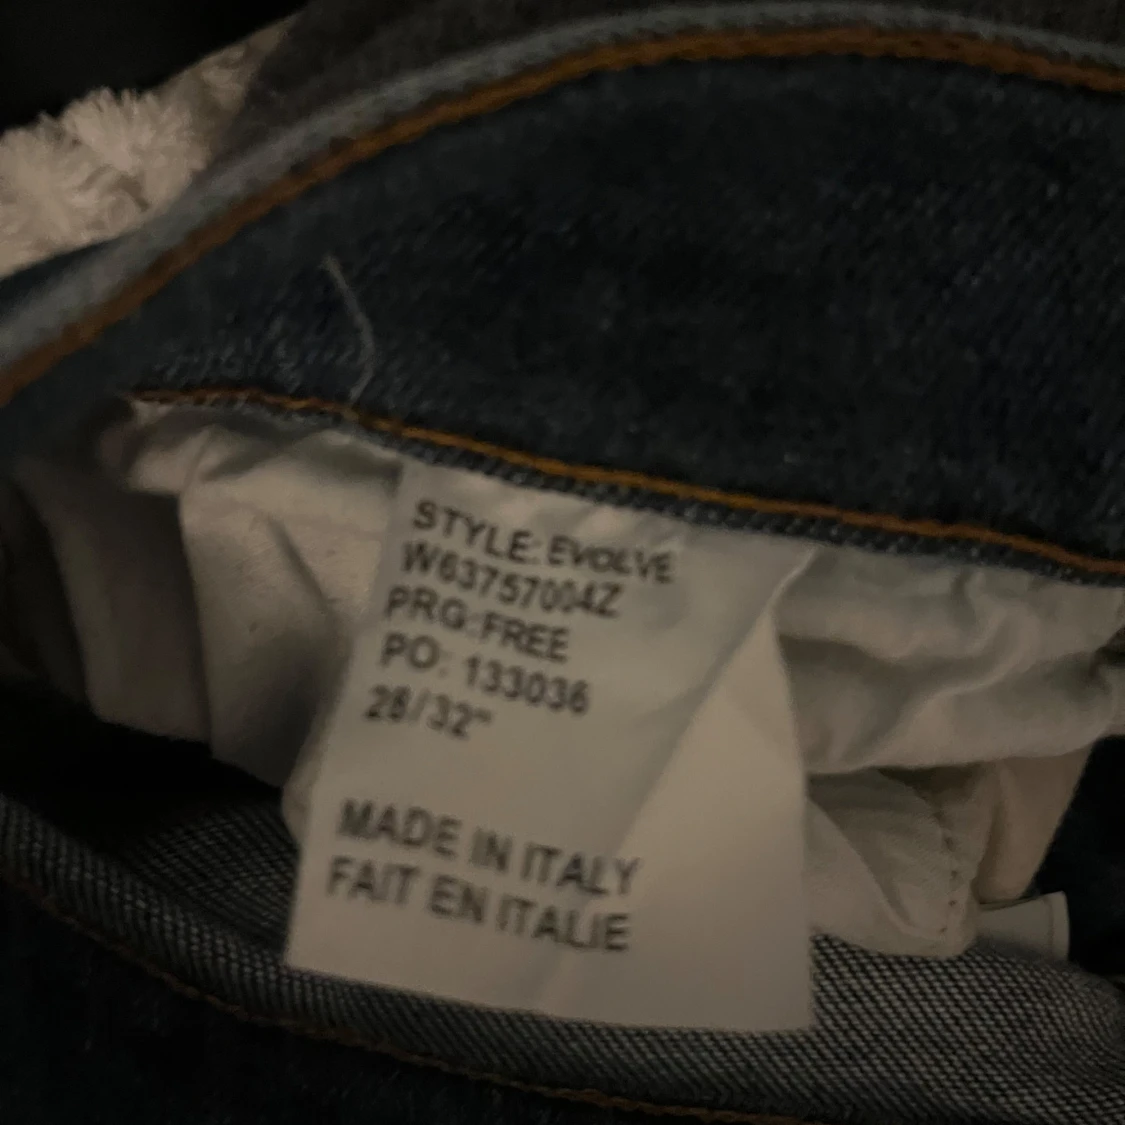 STYLE: EVOLVE
W63757004Z
PRG:FREE
PO: 133036
28/32"
MADE IN ITALY
FAIT EN ITALIE